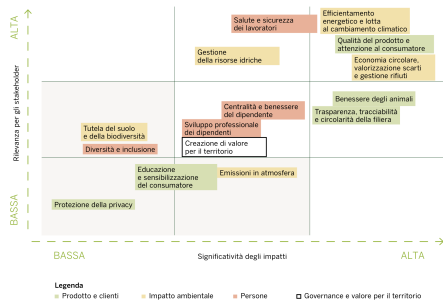 ALTA
Rilevanza per gli stakeholder
BASSA
Efficientamento
energetico e lotta
al cambiamento climatico
Salute e sicurezza
dei lavoratori
Qualità del prodotto e
attenzione al consumatore
Gestione
della risorse idriche
Economia circolare,
valorizzazione scarti
e gestione rifiuti
Benessere degli animali
Centralità e benessere
del dipendente
Trasparenza, tracciabilità
e circolarità della filiera
Tutela del suolo
e della biodiversità
Sviluppo professionale
dei dipendenti
Diversità e inclusione
Creazione di valore
per il territorio
Educazione
e sensibilizzazione
del consumatore
Emissioni in atmosfera
Protezione della privacy
BASSA
Significatività degli impatti
ALTA
Legenda
Prodotto e clienti
Impatto ambientale
Persone
Governance e valore per il territorio